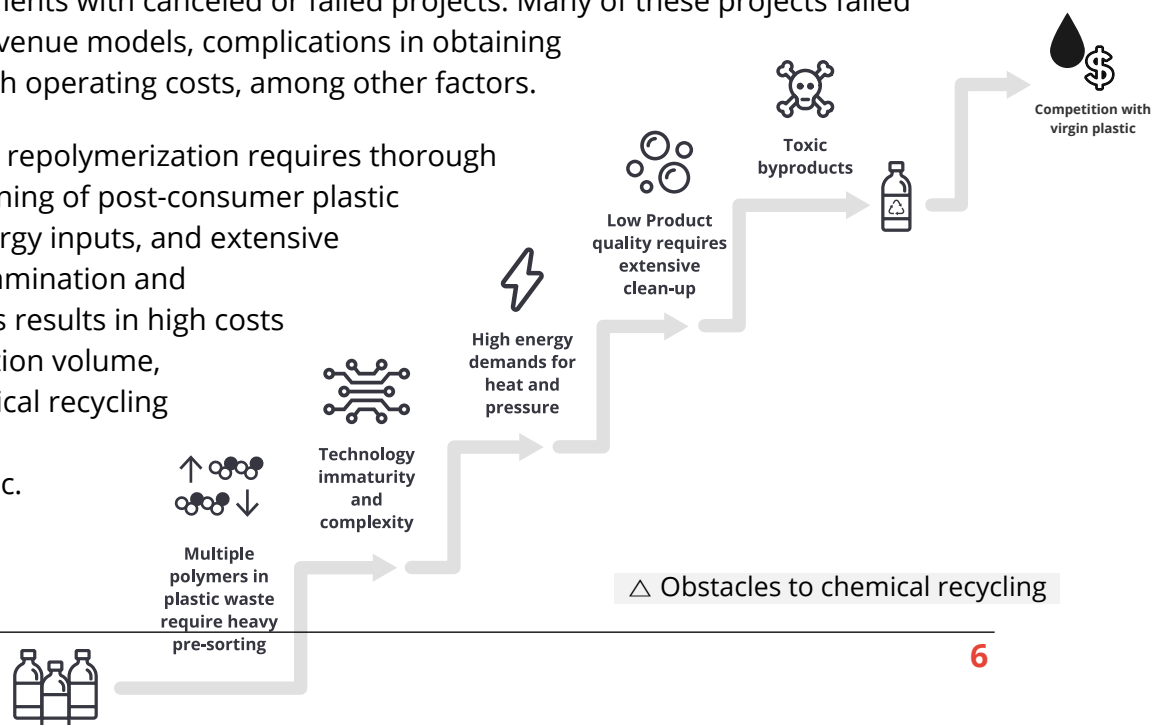 ments with canceled or failed projects. Many of these projects failed
venue models, complications in obtaining
h operating costs, among other factors.
repolymerization requires thorough
ning of post-consumer plastic
rgy inputs, and extensive
amination and
s results in high costs
tion volume,
ical recycling
c.
Multiple
polymers in
plastic waste
require heavy
pre-sorting
Technology
immaturity
and
complexity
High energy
demands for
heat and
pressure
Low Product
quality requires
extensive
clean-up
Toxic
byproducts
$
Competition with
virgin plastic
△ Obstacles to chemical recycling
6